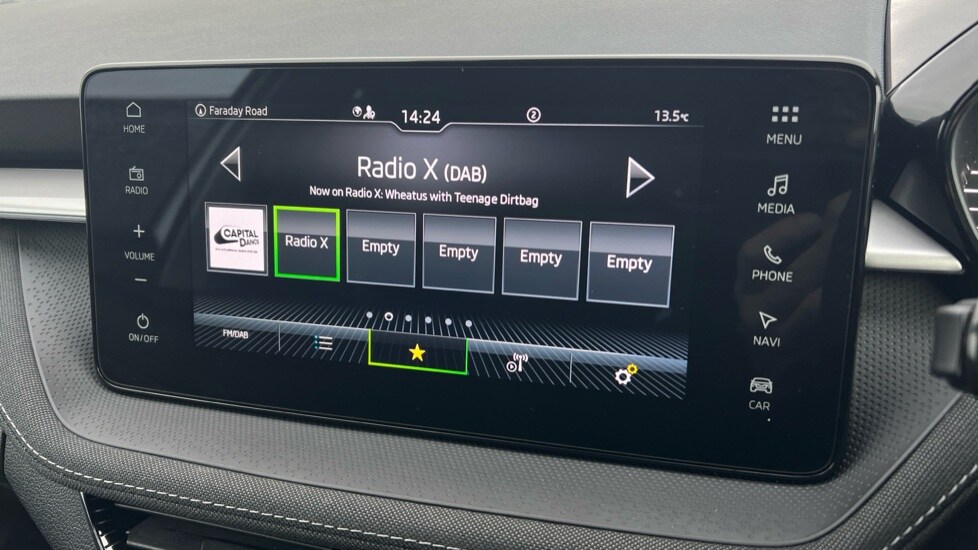 Faraday Road
14:24
2
13.5°C
HOME
RADIO
+
VOLUME
-
ON/OFF
Radio X (DAB)
Now on Radio X: Wheatus with Teenage Dirtbag
CAPITAL
DANCE
Radio X
Empty
Empty
Empty
Empty
FM/DAB
MENU
MEDIA
PHONE
NAVI
CAR